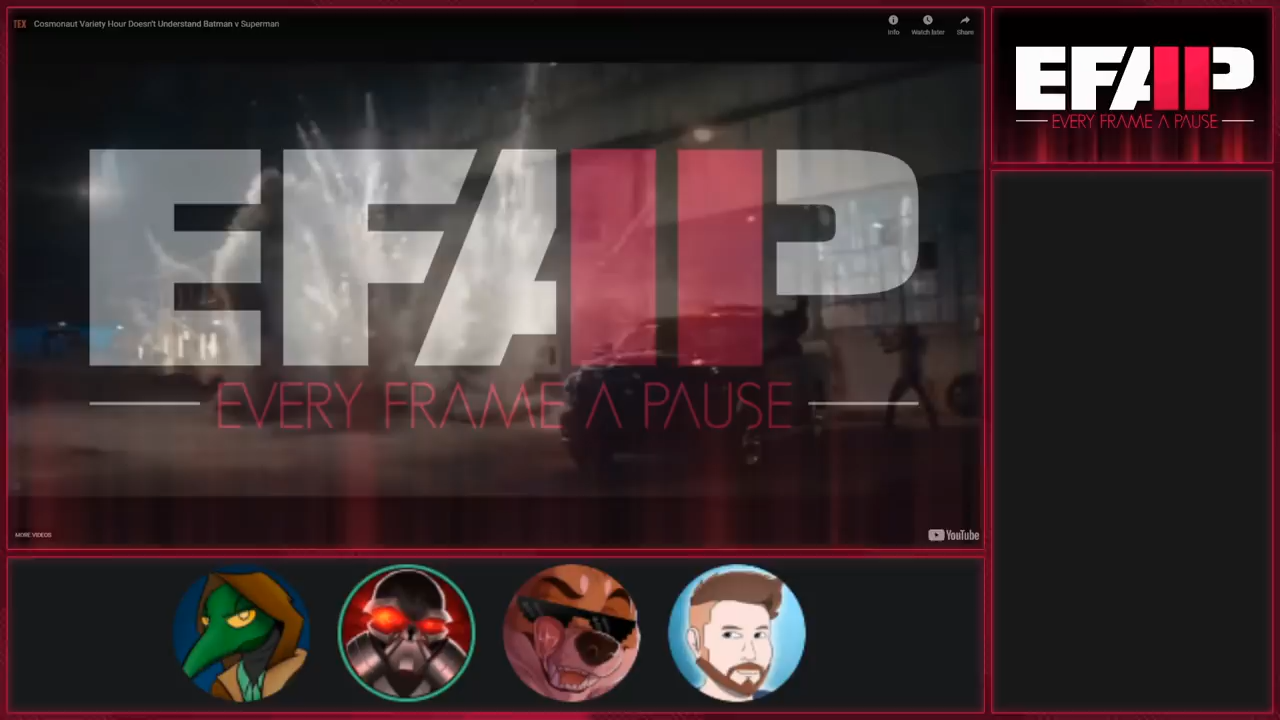 TEX
Cosmonaut Variety Hour Doesn't Understand Batman v Superman
Info
Watch later
Share
EFAP
EVERY FRAME A PAUSE
EFAP
EVERY FRAME A PAUSE
MORE VIDEOS
YouTube